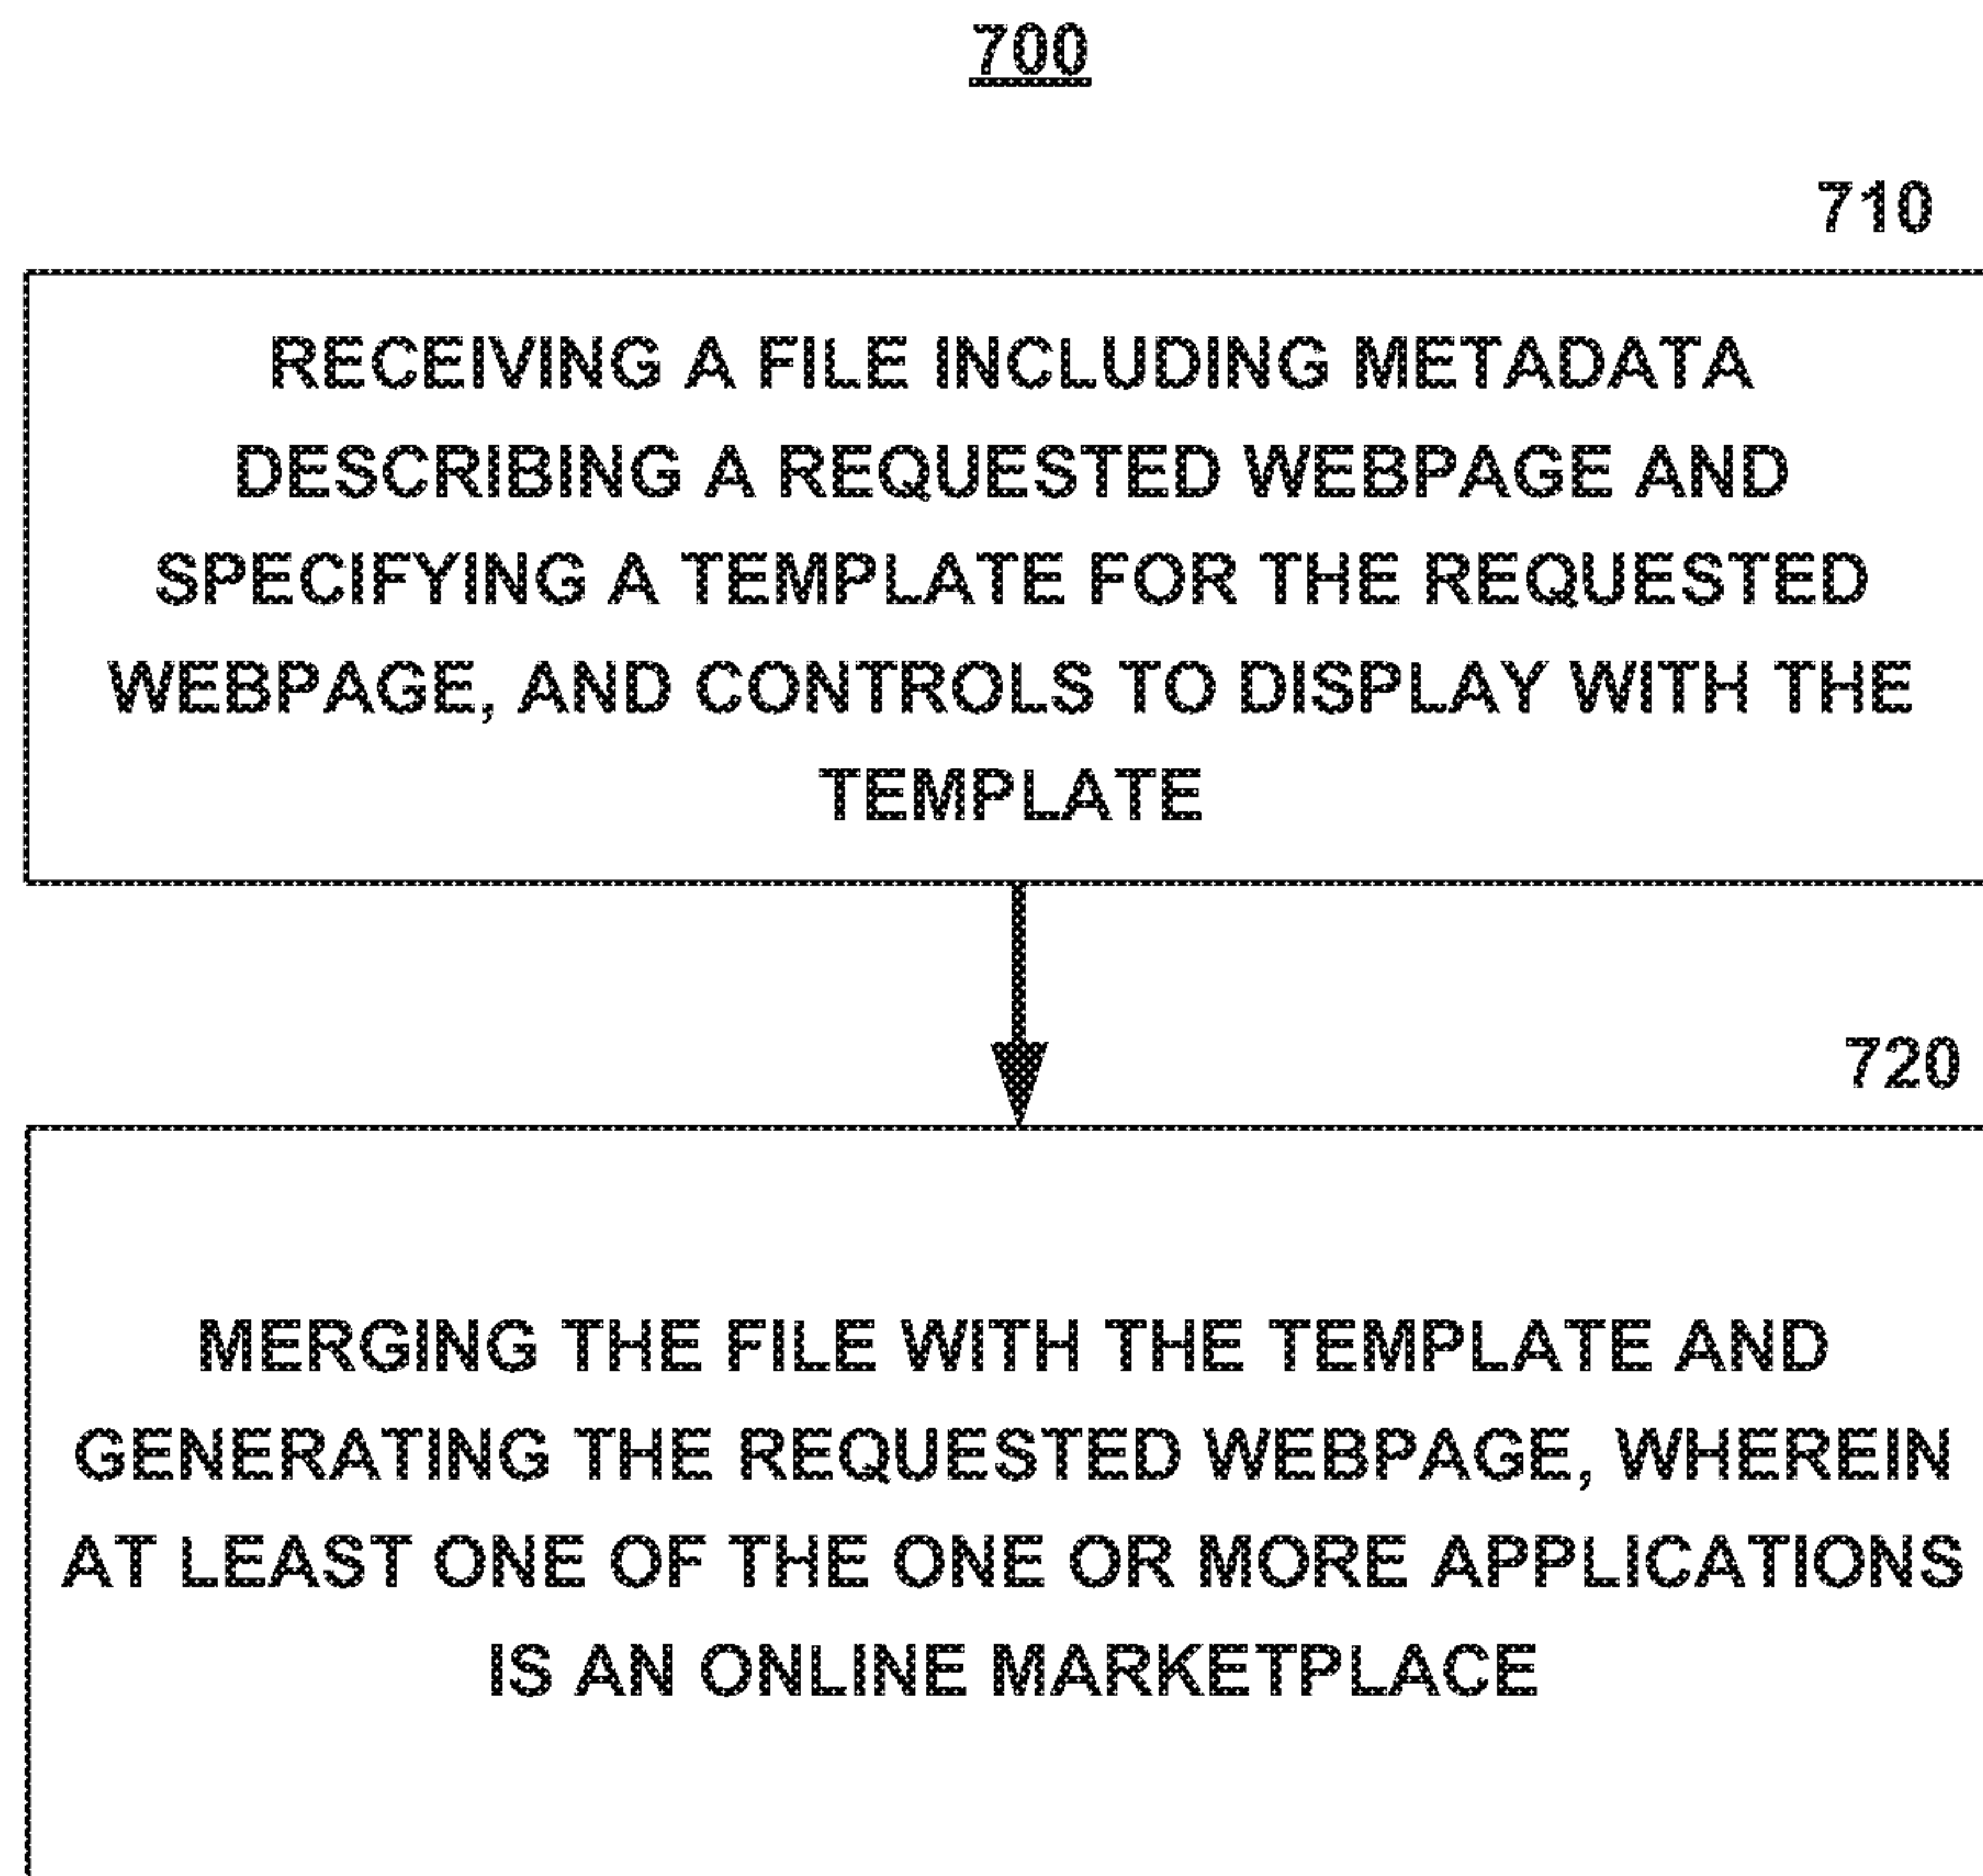 700
710
RECEIVING A FILE INCLUDING METADATA
DESCRIBING A REQUESTED WEBPAGE AND
SPECIFYING A TEMPLATE FOR THE REQUESTED
WEBPAGE, AND CONTROLS TO DISPLAY WITH THE
TEMPLATE
720
MERGING THE FILE WITH THE TEMPLATE AND
GENERATING THE REQUESTED WEBPAGE, WHEREIN
AT LEAST ONE OF THE ONE OR MORE APPLICATIONS
IS AN ONLINE MARKETPLACE